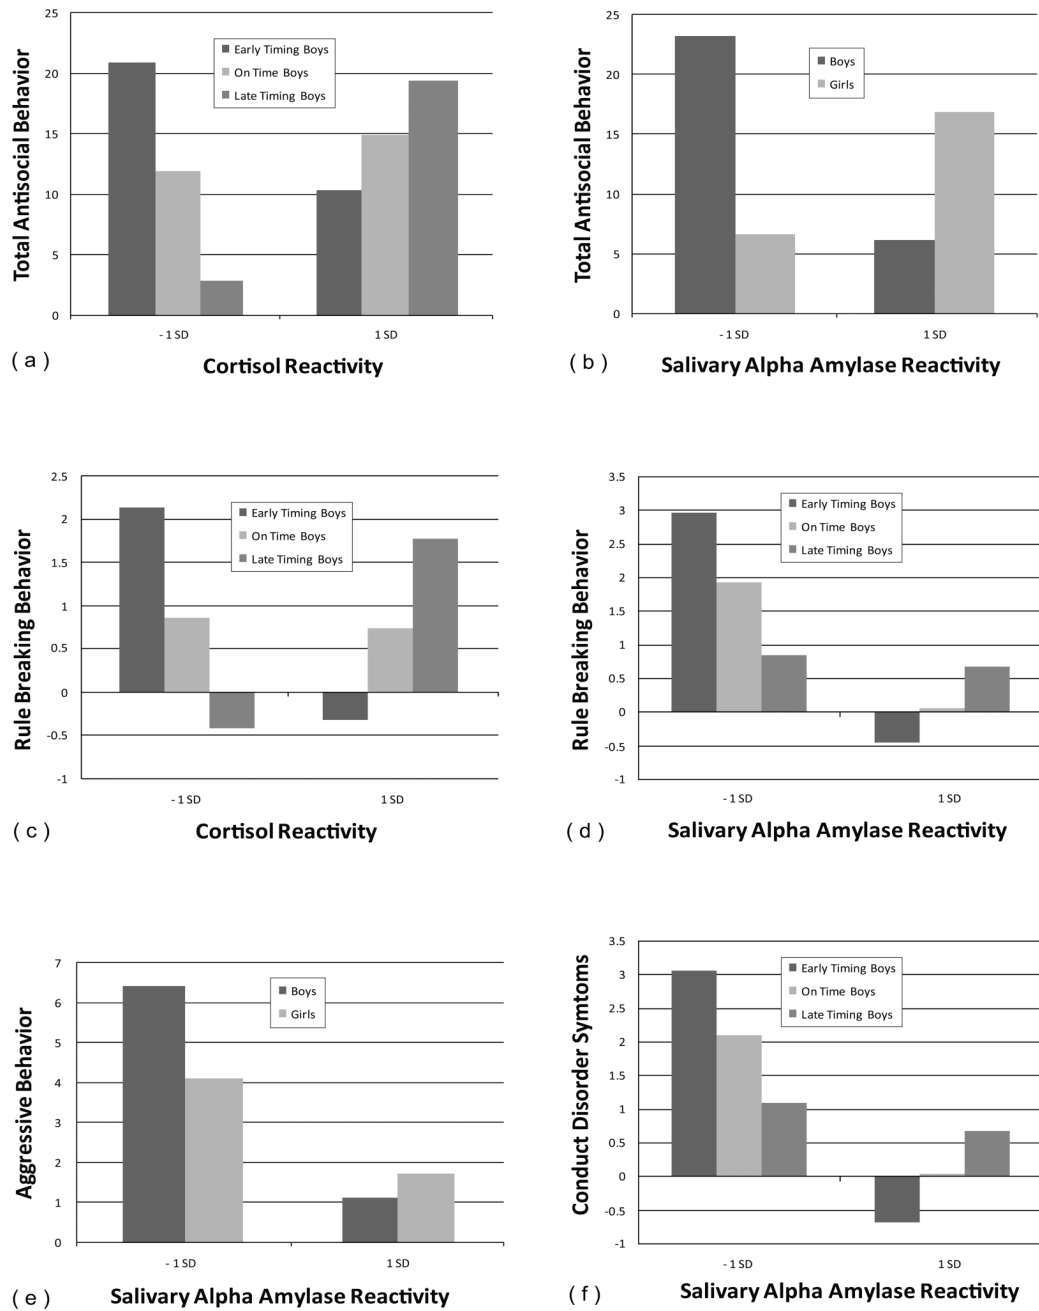 Total Antisocial Behavior
25
20
15
10
5
0
Early Timing Boys
On Time Boys
Late Timing Boys
- 1 SD
1 SD
( a )
Cortisol Reactivity
Total Antisocial Behavior
25
20
15
10
5
0
Boys
Girls
- 1 SD
1 SD
( b )
Salivary Alpha Amylase Reactivity
Rule Breaking Behavior
2.5
2
1.5
1
0.5
0
-0.5
-1
Early Timing Boys
On Time Boys
Late Timing Boys
- 1 SD
1 SD
( c )
Cortisol Reactivity
Rule Breaking Behavior
3.5
3
2.5
2
1.5
1
0.5
0
-0.5
-1
Early Timing Boys
On Time Boys
Late Timing Boys
- 1 SD
1 SD
( d )
Salivary Alpha Amylase Reactivity
Aggressive Behavior
7
6
5
4
3
2
1
0
Boys
Girls
- 1 SD
1 SD
( e )
Salivary Alpha Amylase Reactivity
Conduct Disorder Symtoms
3.5
3
2.5
2
1.5
1
0.5
0
-0.5
-1
Early Timing Boys
On Time Boys
Late Timing Boys
- 1 SD
1 SD
( f )
Salivary Alpha Amylase Reactivity